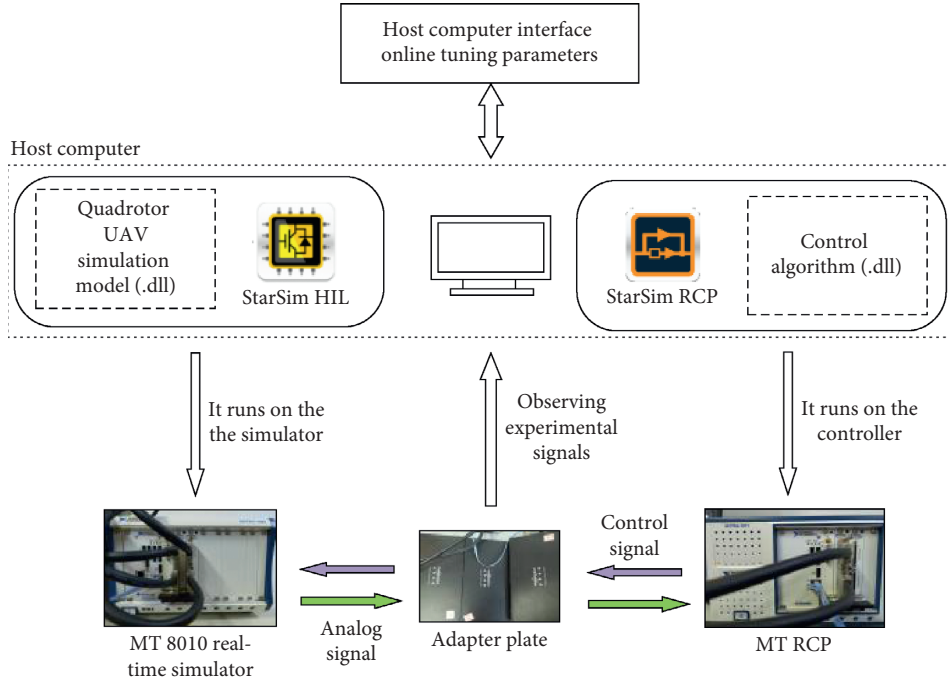 Host computer interface
online tuning parameters
Host computer
Quadrotor
UAV
simulation
model (.dll)
StarSim HIL
StarSim RCP
Control
algorithm (.dll)
It runs on the
the simulator
Observing
experimental
signals
It runs on the
controller
Control
signal
Analog
signal
MT 8010 real-
time simulator
Adapter plate
MT RCP